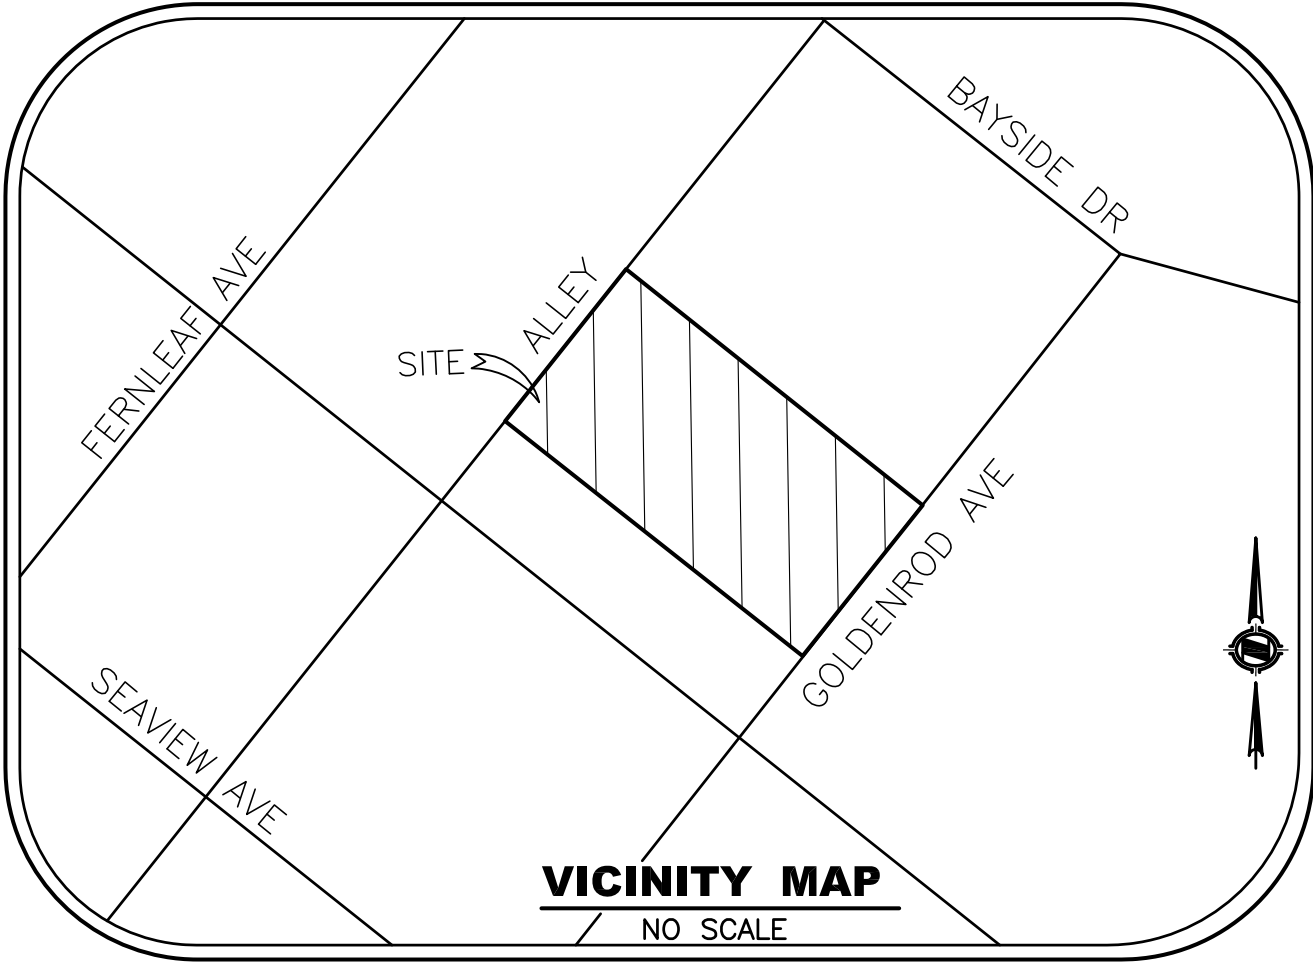 BAYSIDE DR
FERNLEAF AVE
ALLEY
SITE
GOLDENROD AVE
N
SEAVIEW AVE
VICINITY MAP
NO SCALE